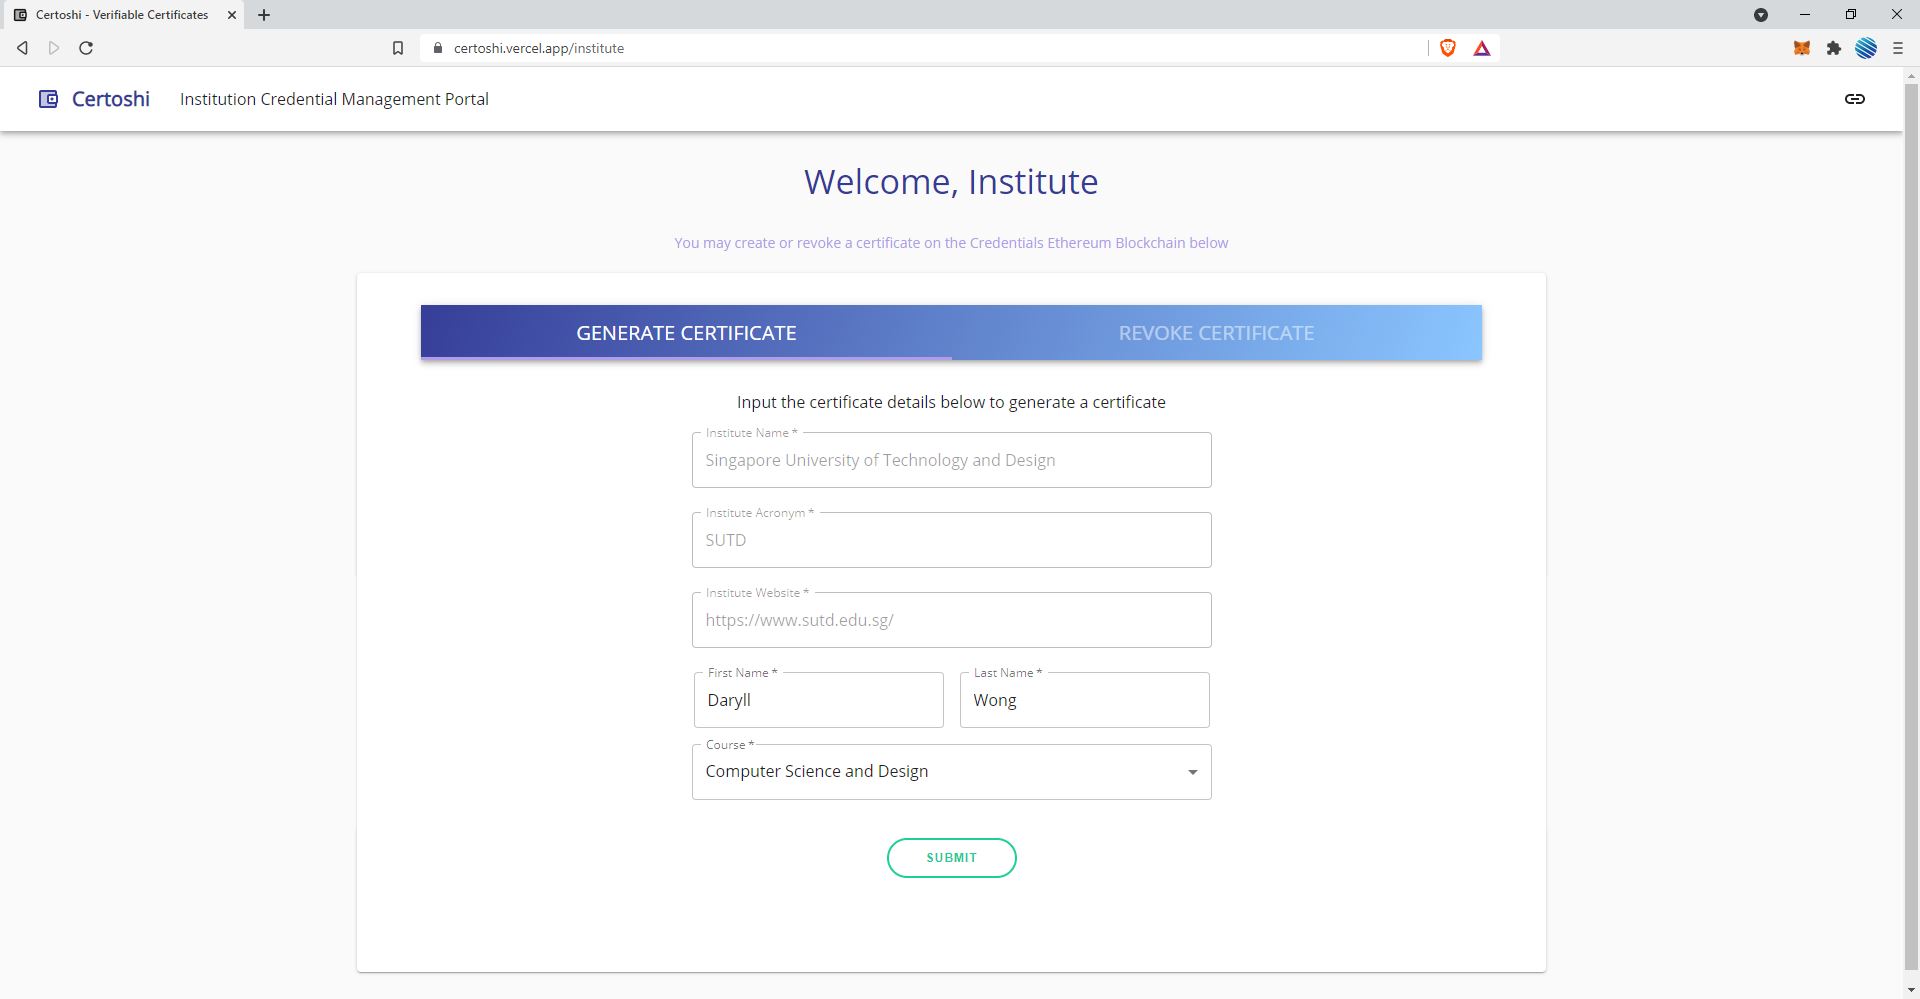 Certoshi - Verifiable Certificates
certoshi.vercel.app/institute
Certoshi
Institution Credential Management Portal
Welcome, Institute
You may create or revoke a certificate on the Credentials Ethereum Blockchain below
GENERATE CERTIFICATE
REVOKE CERTIFICATE
Input the certificate details below to generate a certificate
Institute Name *
Singapore University of Technology and Design
Institute Acronym *
SUTD
Institute Website *
https://www.sutd.edu.sg/
First Name *
Daryll
Last Name *
Wong
Course *
Computer Science and Design
SUBMIT